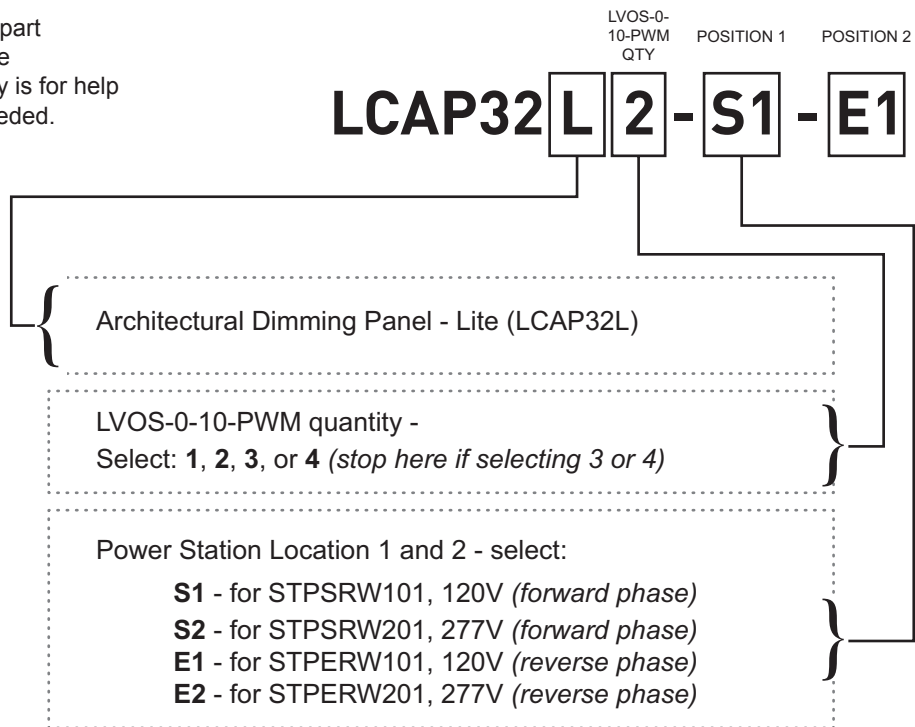 part
e
y is for help
eded.
LVOS-0-
10-PWM
QTY
POSITION 1
POSITION 2
LCAP32 L 2 - S1 - E1
Architectural Dimming Panel - Lite (LCAP32L)
LVOS-0-10-PWM quantity -
Select: 1, 2, 3, or 4 (stop here if selecting 3 or 4)
Power Station Location 1 and 2 - select:
S1 - for STPSRW101, 120V (forward phase)
S2 - for STPSRW201, 277V (forward phase)
E1 - for STPERW101, 120V (reverse phase)
E2 - for STPERW201, 277V (reverse phase)